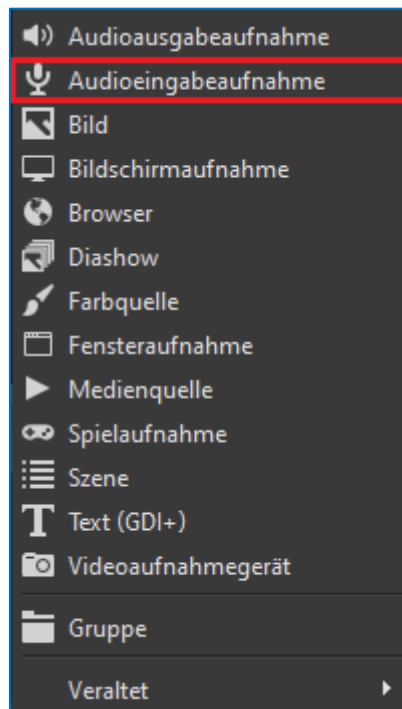 Audioausgabeaufnahme
Audioeingabeaufnahme
Bild
Bildschirmaufnahme
Browser
Diashow
Farbquelle
Fensteraufnahme
Medienquelle
Spielaufnahme
Szene
Text (GDI+)
Videoaufnahmegerät
Gruppe
Veraltet